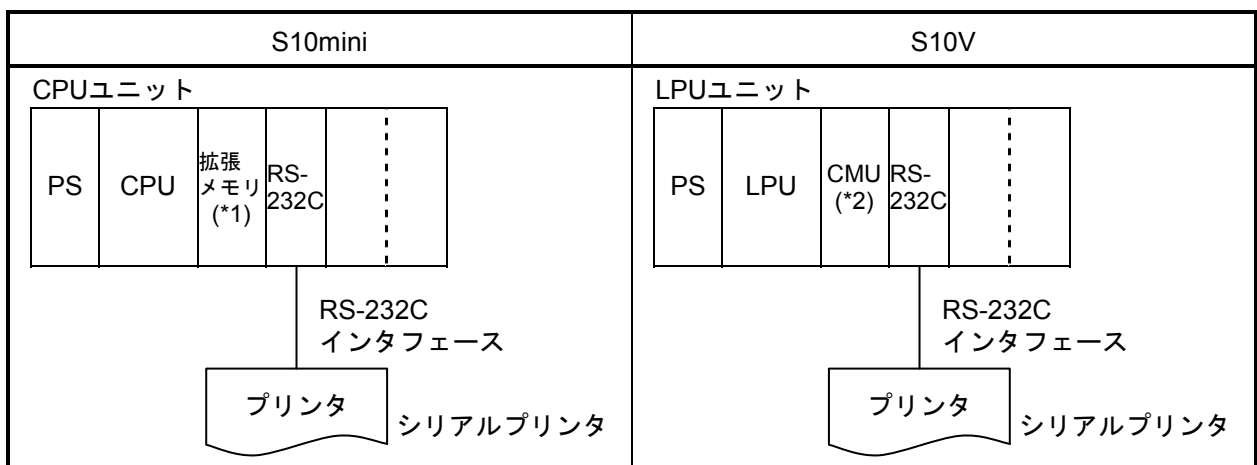 S10mini
CPUユニット
PS
CPU
拡張
メモリ
(*1)
RS-
232C
RS-232C
インタフェース
プリンタ
シリアルプリンタ
S10V
LPUユニット
PS
LPU
CMU
(*2)
RS-
232C
RS-232C
インタフェース
プリンタ
シリアルプリンタ